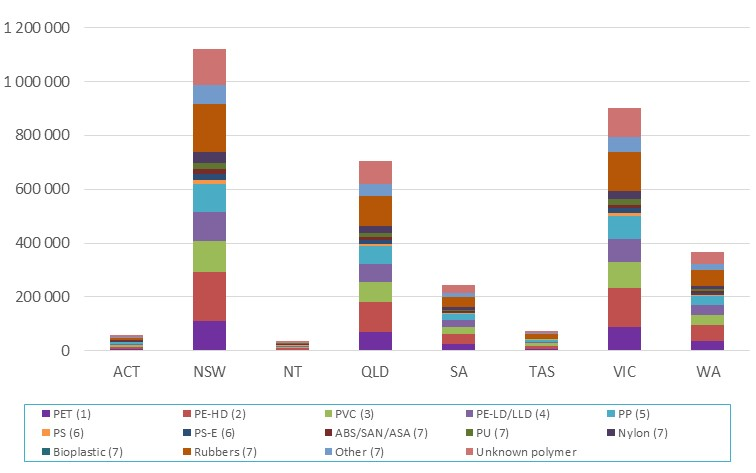 1 200 000
1 000 000
800 000
600 000
400 000
200 000
0
ACT NSW NT QLD SA TAS VIC WA
PET (1) PE-HD (2) PVC (3) PE-LD/LLD (4) PP (5)
PS (6) PS-E (6) ABS/SAN/ASA (7) PU (7) Nylon (7)
Bioplastic (7) Rubbers (7) Other (7) Unknown polymer